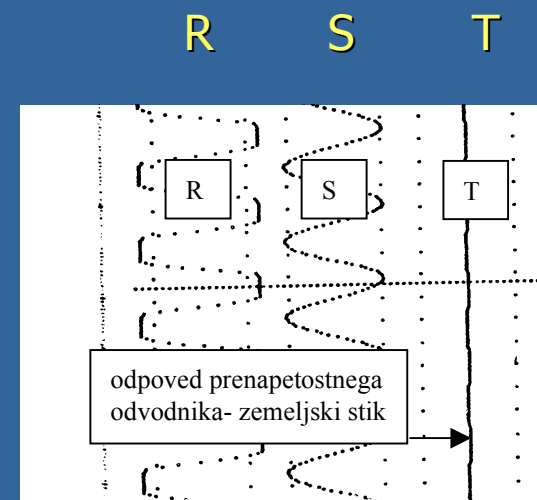 R S T
R S T
odpoved prenapetostnega
odvodnika- zemeljski stik